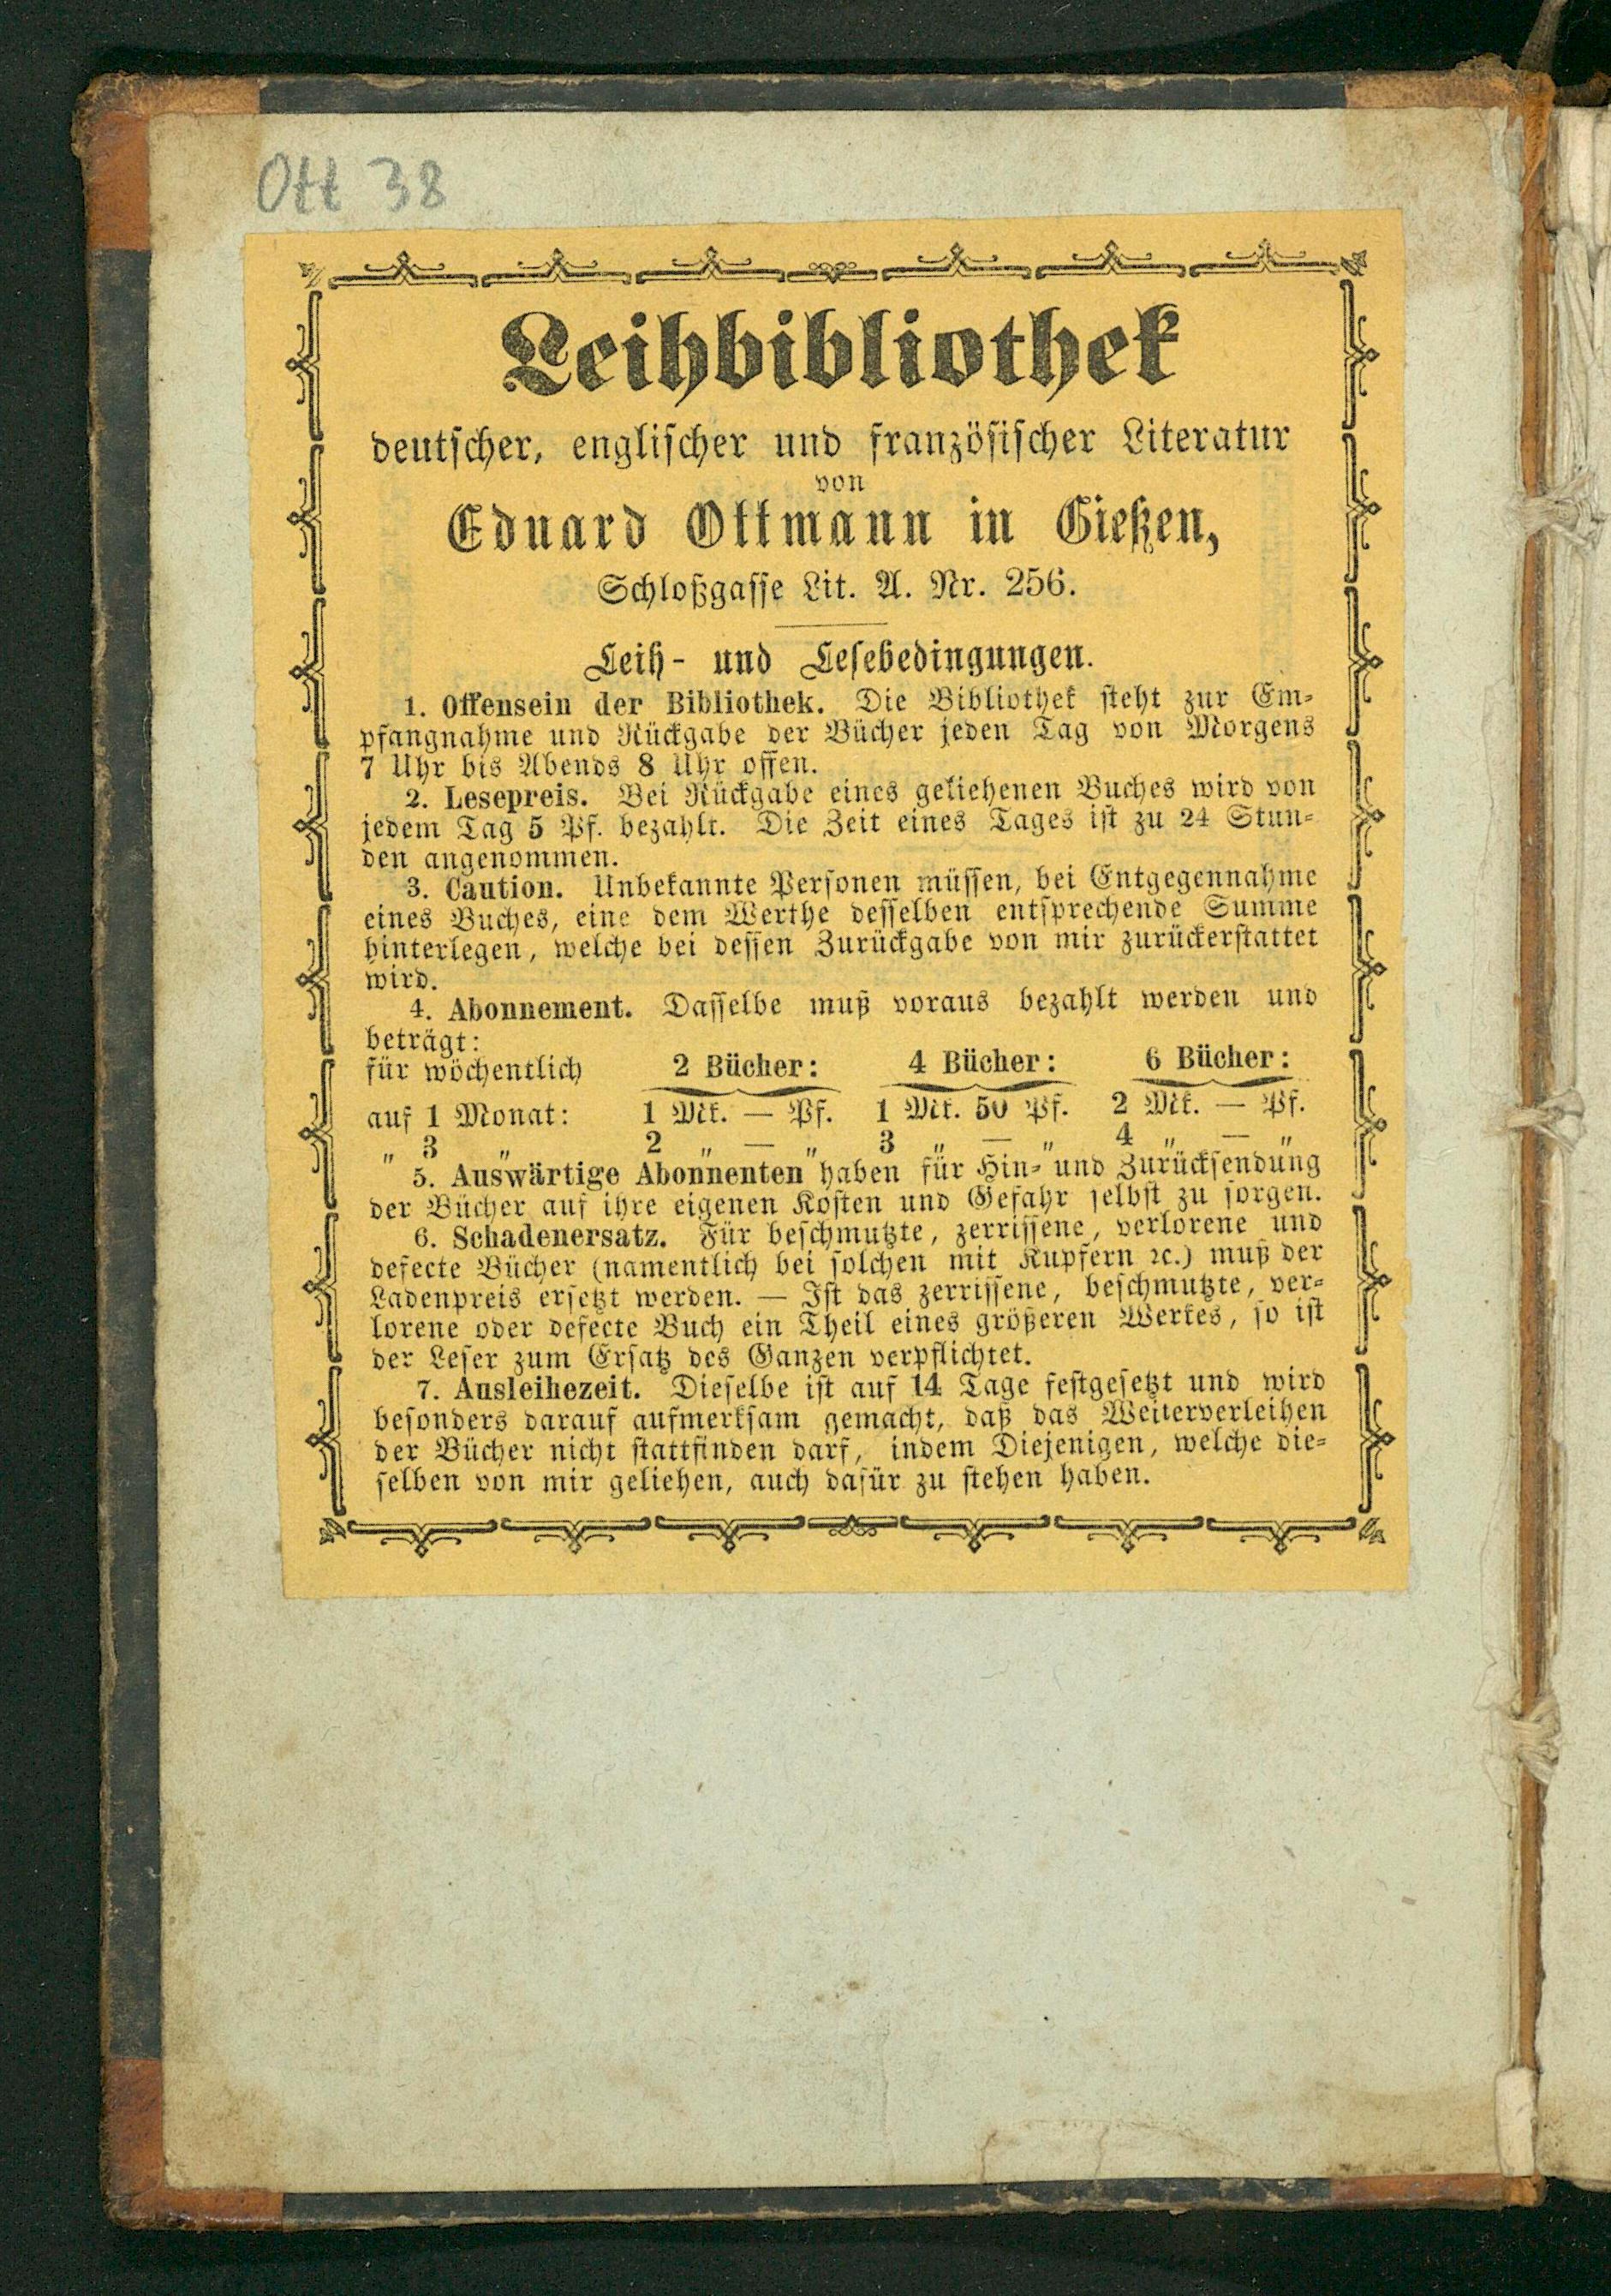 Ott 38
Leihbibliothek
deutscher, englischer und französischer Literatur
von
Eduard Ottmann in Gießen,
Schloßgasse Lit. A. Nr. 256.
Leih- und Lesebedingungen.
1. Offensein der Bibliothek. Die Bibliothek steht zur Em-
pfangnahme und Rückgabe der Bücher jeden Tag von Morgens
7 Uhr bis Abends 8 Uhr offen.
2. Lesepreis. Bei Rückgabe eines geliehenen Buches wird von
jedem Tag 5 Pf. bezahlt. Die Zeit eines Tages ist zu 24 Stun-
den angenommen.
3. Caution. Unbekannte Personen müssen, bei Entgegennahme
eines Buches, eine dem Werthe desselben entsprechende Summe
hinterlegen, welche bei dessen Zurückgabe von mir zurückerstattet
wird.
4. Abonnement. Dasselbe muß voraus bezahlt werden und
beträgt:
für wöchentlich 2 Bücher: 4 Bücher: 6 Bücher:
auf 1 Monat: 1 Mk. — Pf. 1 Mk. 50 Pf. 2 Mk. — Pf.
„ 3 „ 2 „ — „ 3 „ — „ 4 „ — „
5. Auswärtige Abonnenten haben für Hin- und Zurücksendung
der Bücher auf ihre eigenen Kosten und Gefahr selbst zu sorgen.
6. Schadenersatz. Für beschmutzte, zerrissene, verlorene und
defecte Bücher (namentlich bei solchen mit Kupfern ꝛc.) muß der
Ladenpreis ersetzt werden. — Ist das zerrissene, beschmutzte, ver-
lorene oder defecte Buch ein Theil eines größeren Werkes, so ist
der Leser zum Ersatz des Ganzen verpflichtet.
7. Ausleihezeit. Dieselbe ist auf 14 Tage festgesetzt und wird
besonders darauf aufmerksam gemacht, daß das Weiterverleihen
der Bücher nicht stattfinden darf, indem Diejenigen, welche die-
selben von mir geliehen, auch dafür zu stehen haben.